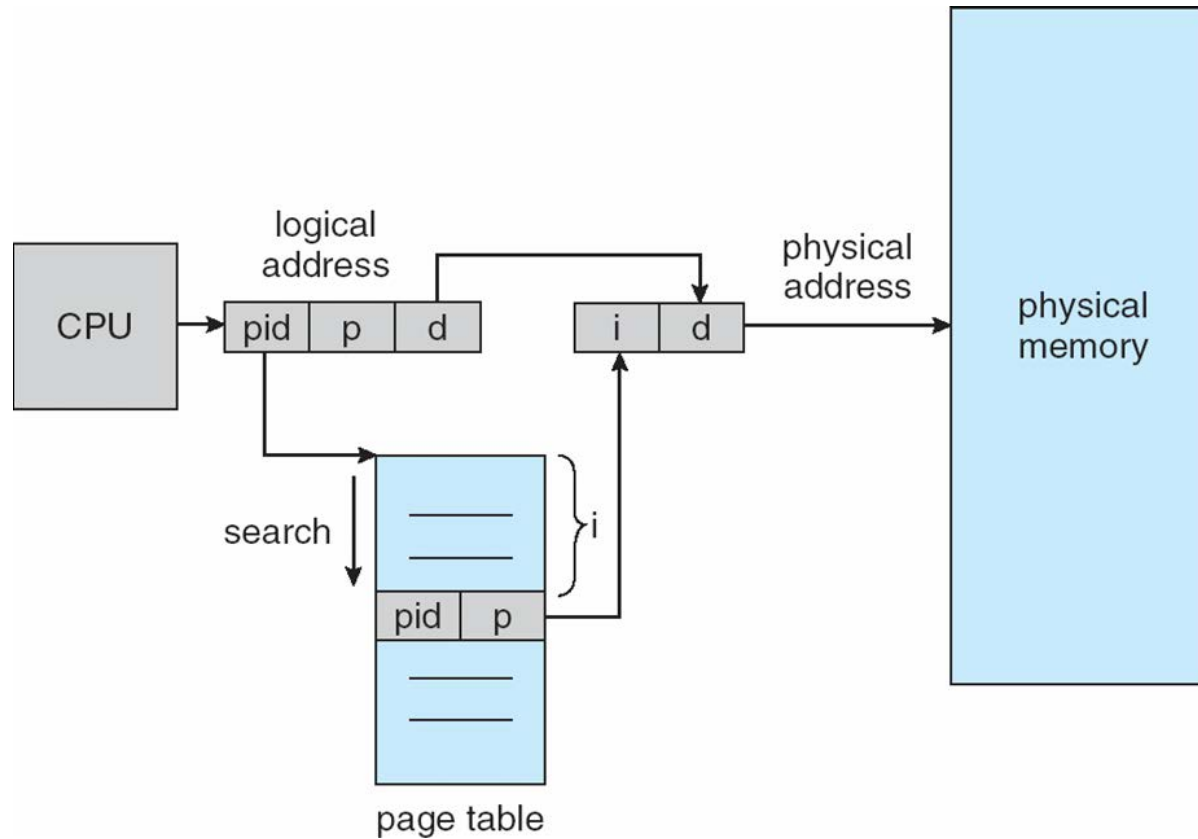 logical
address
physical
address
CPU
pid p d
i d
physical
memory
search
i
pid p
page table